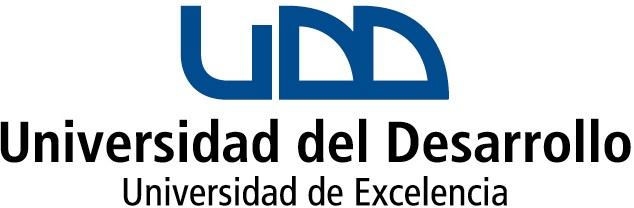 UDD
Universidad del Desarrollo
Universidad de Excelencia